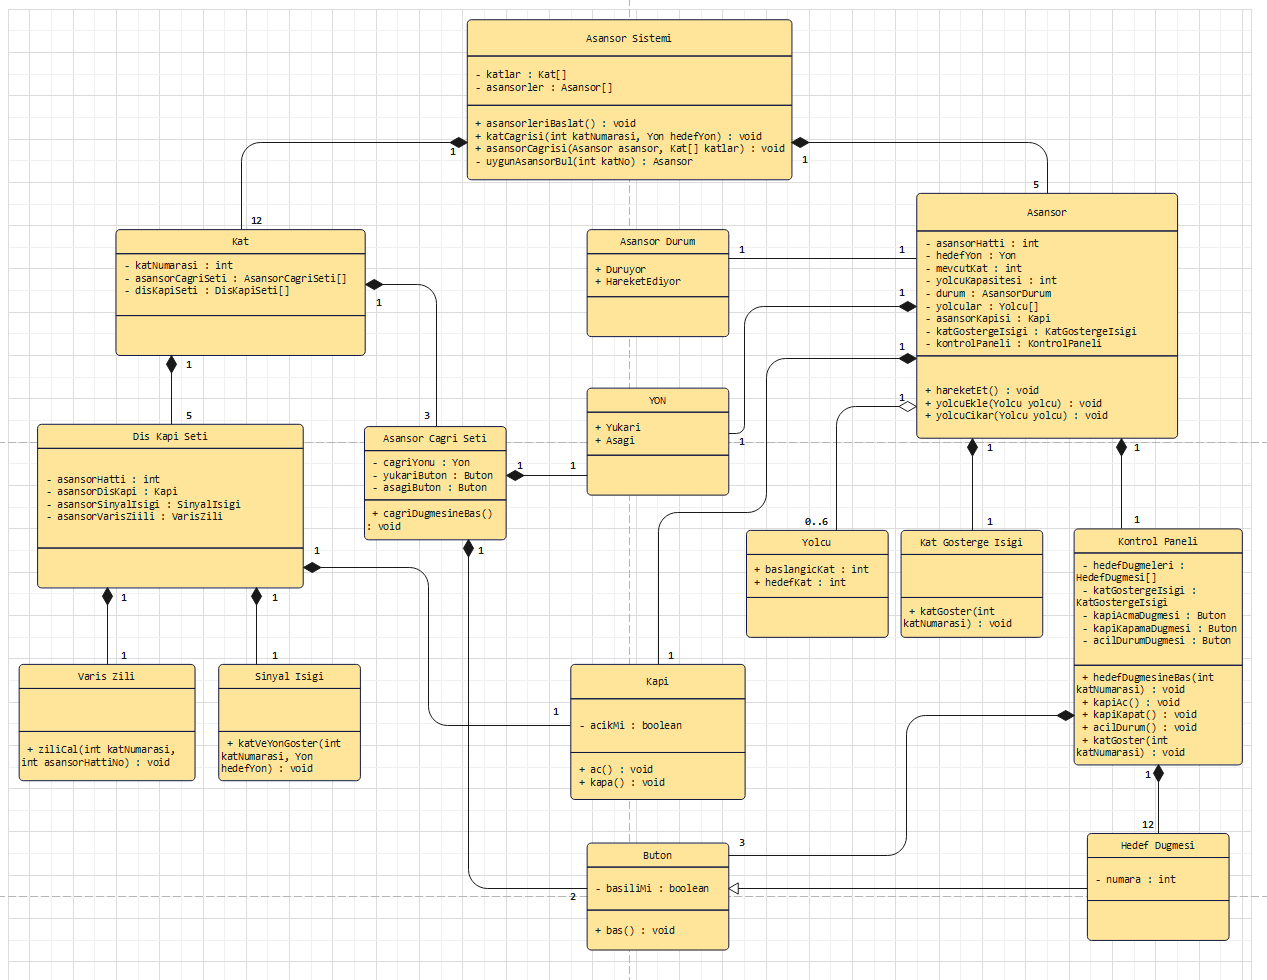 Asansor Sistemi
- katlar : Kat[]
- asansorler : Asansor[]
+ asansorleriBaslat() : void
+ katCagrisi(int katNumarasi, Yon hedefYon) : void
+ asansorCagrisi(Asansor asansor, Kat[] katlar) : void
- uygunAsansorBul(int katNo) : Asansor
1
1
12
5
Kat
- katNumarasi : int
- asansorCagriSeti : AsansorCagriSeti[]
- disKapiSeti : DisKapiSeti[]
1
1
5
3
Asansor Durum
+ Duruyor
+ HareketEdiyor
1
1
Asansor
- asansorHatti : int
- hedefYon : Yon
- mevcutKat : int
- yolcuKapasitesi : int
- durum : AsansorDurum
- yolcular : Yolcu[]
- asansorKapisi : Kapi
- katGostergeIsigi : KatGostergeIsigi
- kontrolPaneli : KontrolPaneli
+ hareketEt() : void
+ yolcuEkle(Yolcu yolcu) : void
+ yolcuCikar(Yolcu yolcu) : void
1
1
1
1
1
YON
+ Yukari
+ Asagi
1
1
1
Dis Kapi Seti
- asansorHatti : int
- asansorDisKapi : Kapi
- asansorSinyalIsigi : SinyalIsigi
- asansorVarisZiili : VarisZili
1
1
1
Asansor Cagri Seti
- cagriYonu : Yon
- yukariButon : Buton
- asagiButon : Buton
+ cagriDugmesineBas()
: void
1
0..6
1
1
Yolcu
+ baslangicKat : int
+ hedefKat : int
Kat Gosterge Isigi
+ katGoster(int
katNumarasi) : void
Kontrol Paneli
- hedefDugmeleri :
HedefDugmesi[]
- katGostergeIsigi :
KatGostergeIsigi
- kapiAcmaDugmesi : Buton
- kapiKapamaDugmesi : Buton
- acilDurumDugmesi : Buton
+ hedefDugmesineBas(int
katNumarasi) : void
+ kapiAc() : void
+ kapiKapat() : void
+ acilDurum() : void
+ katGoster(int
katNumarasi) : void
1
1
1
1
Varis Zili
+ ziliCal(int katNumarasi,
int asansorHattiNo) : void
Sinyal Isigi
+ katVeYonGoster(int
katNumarasi, Yon
hedefYon) : void
Kapi
- acikMi : boolean
+ ac() : void
+ kapa() : void
1
12
3
2
Buton
- basiliMi : boolean
+ bas() : void
Hedef Dugmesi
- numara : int